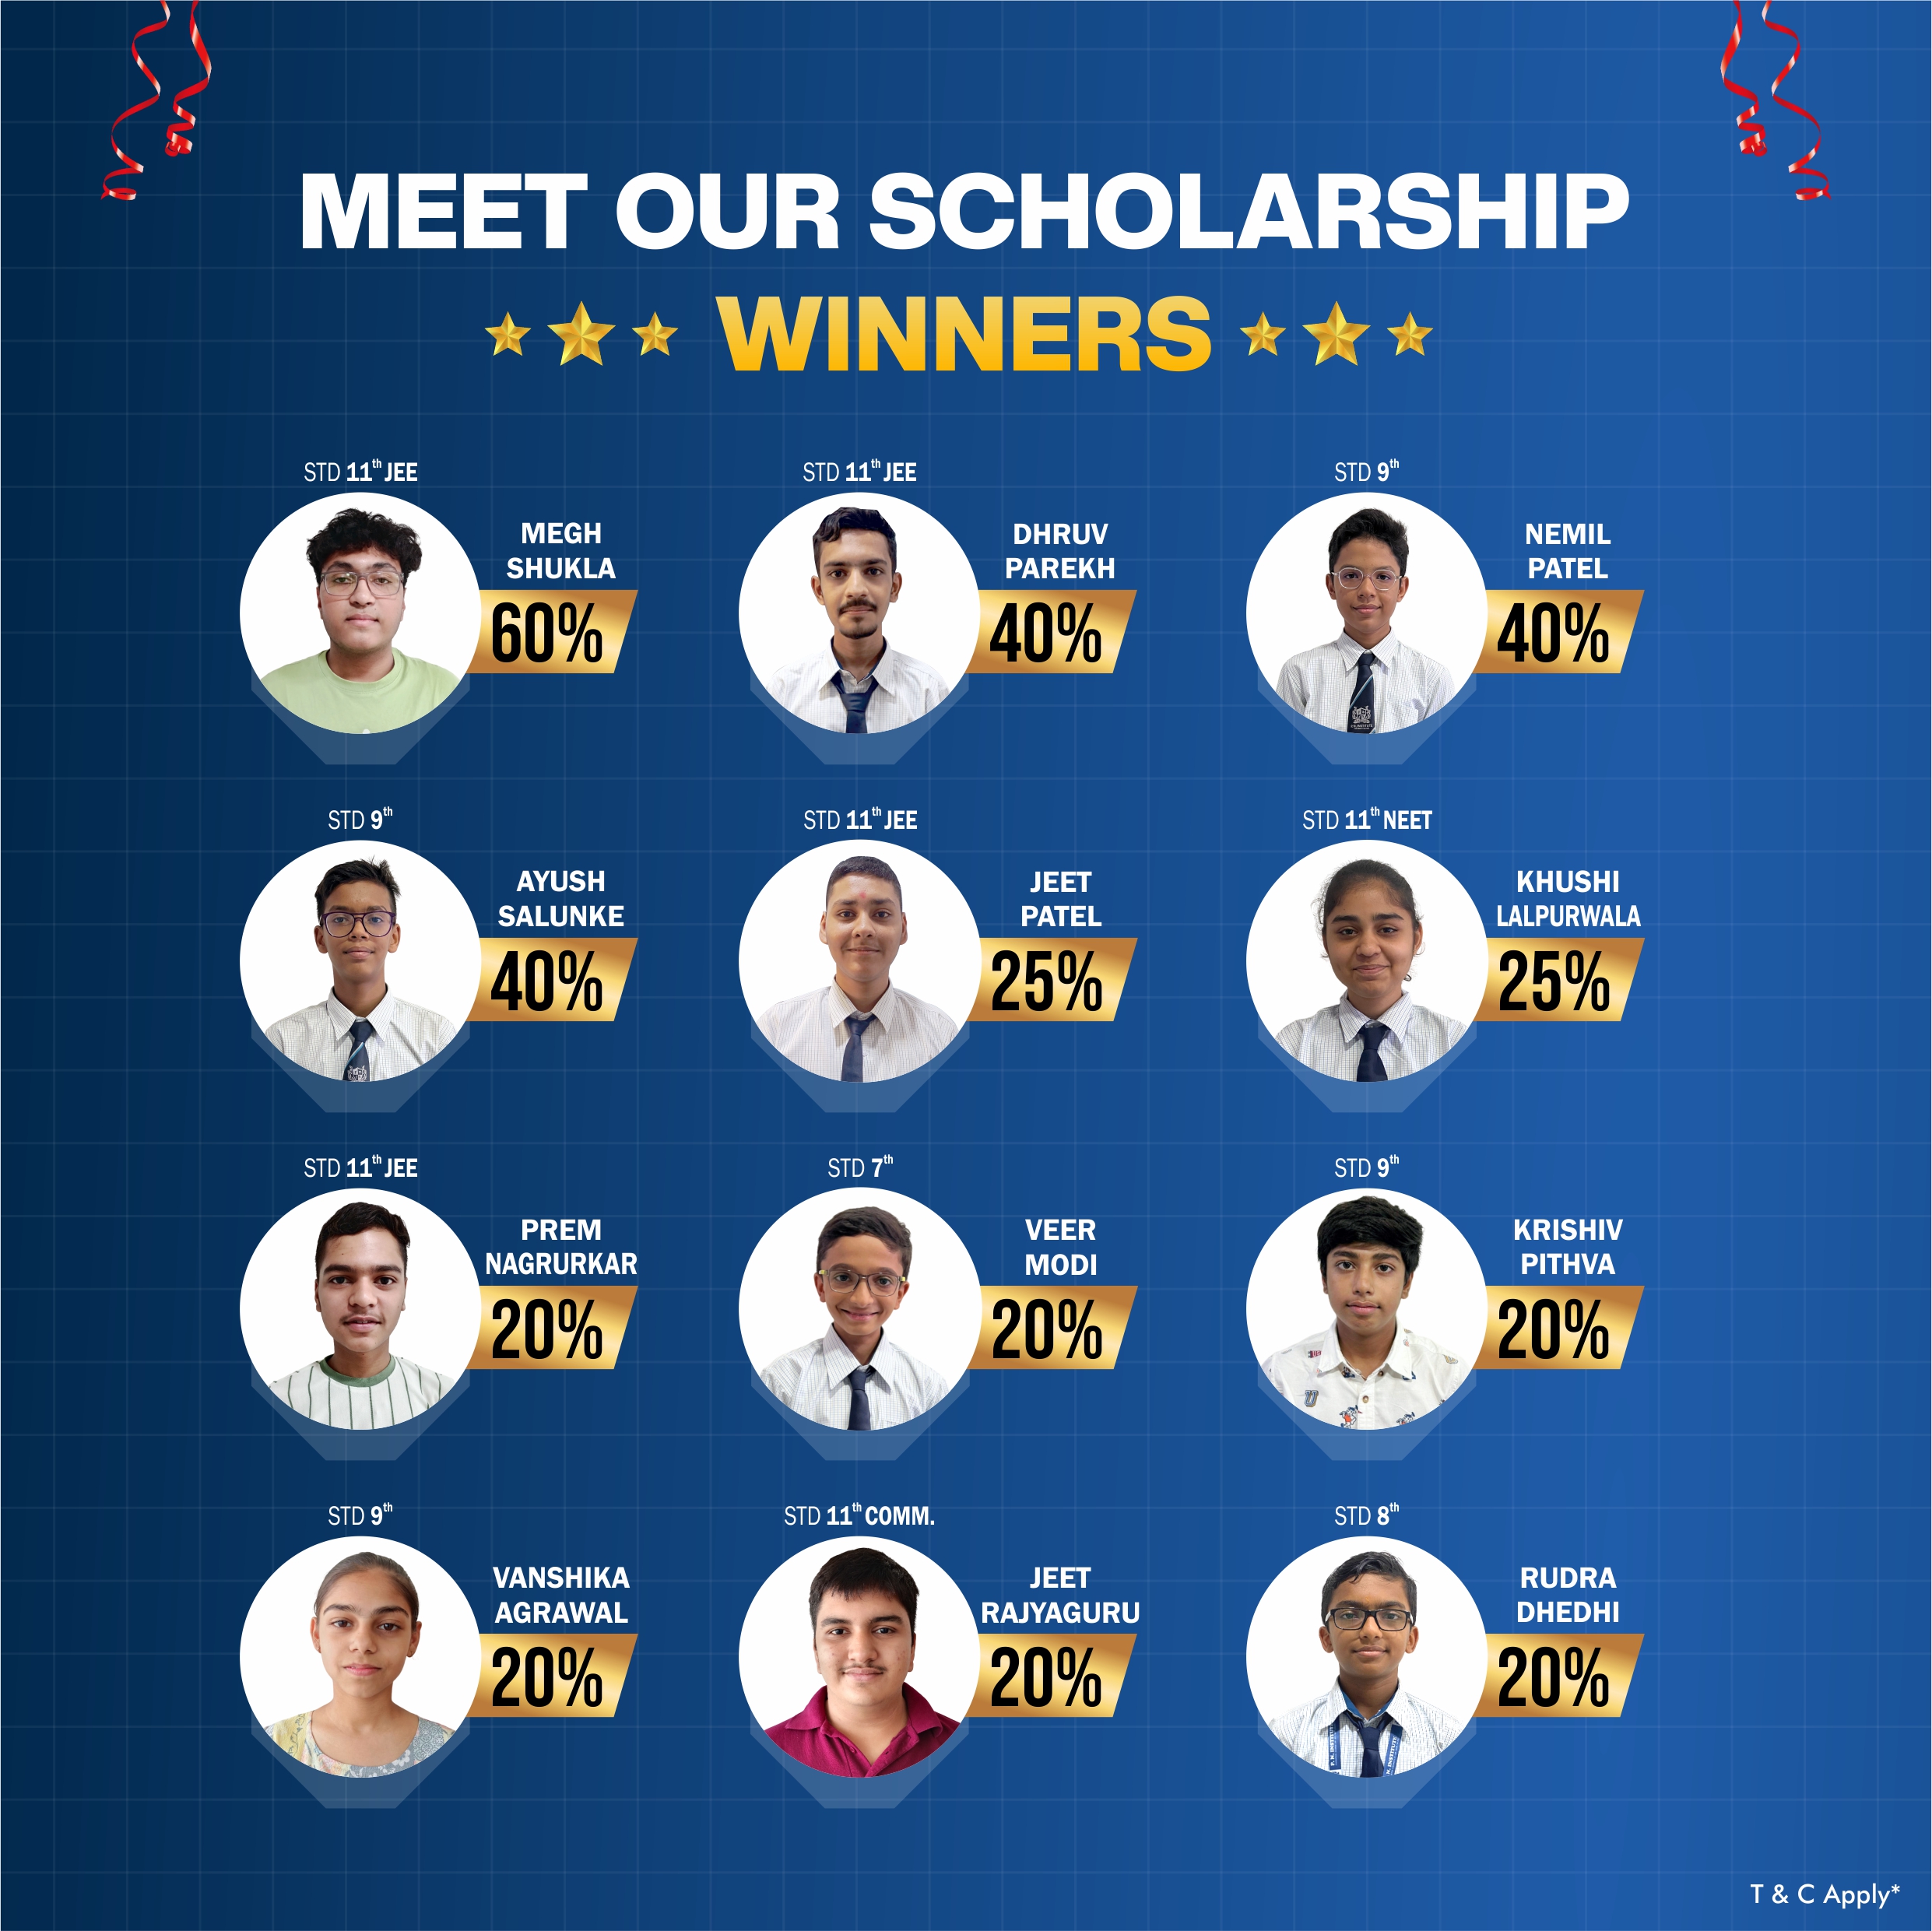 MEET OUR SCHOLARSHIP
WINNERS
STD 11th JEE
MEGH
SHUKLA
60%
STD 11th JEE
DHRUV
PAREKH
40%
STD 9th
NEMIL
PATEL
40%
STD 9th
AYUSH
SALUNKE
40%
STD 11th JEE
JEET
PATEL
25%
STD 11th NEET
KHUSHI
LALPURWALA
25%
STD 11th JEE
PREM
NAGRURKAR
20%
STD 7th
VEER
MODI
20%
STD 9th
KRISHIV
PITHVA
20%
STD 9th
VANSHIKA
AGRAWAL
20%
STD 11th COMM.
JEET
RAJYAGURU
20%
STD 8th
RUDRA
DHEDHI
20%
T & C Apply*